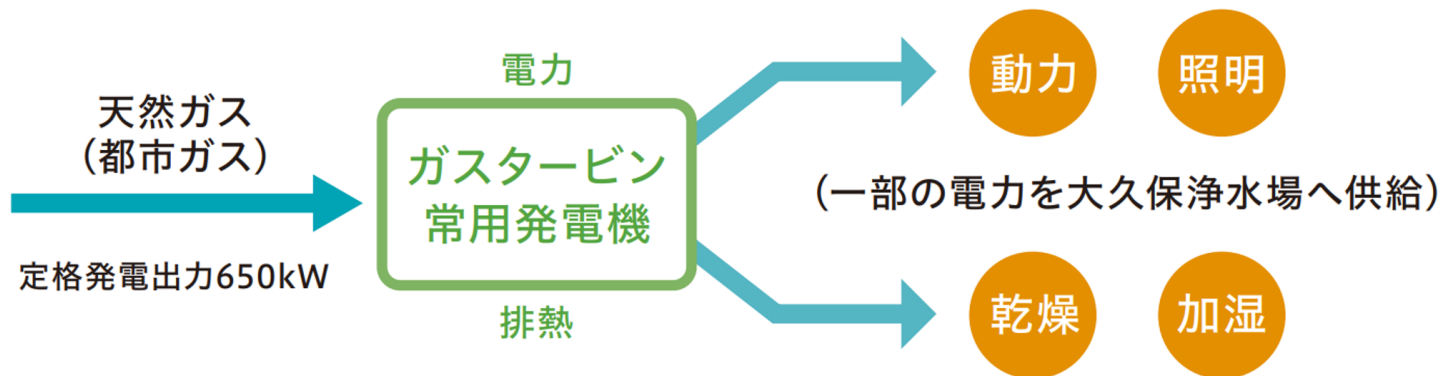 天然ガス
（都市ガス）
定格発電出力650kW
電力
ガスタービン
常用発電機
排熱
動力
照明
（一部の電力を大久保浄水場へ供給）
乾燥
加湿